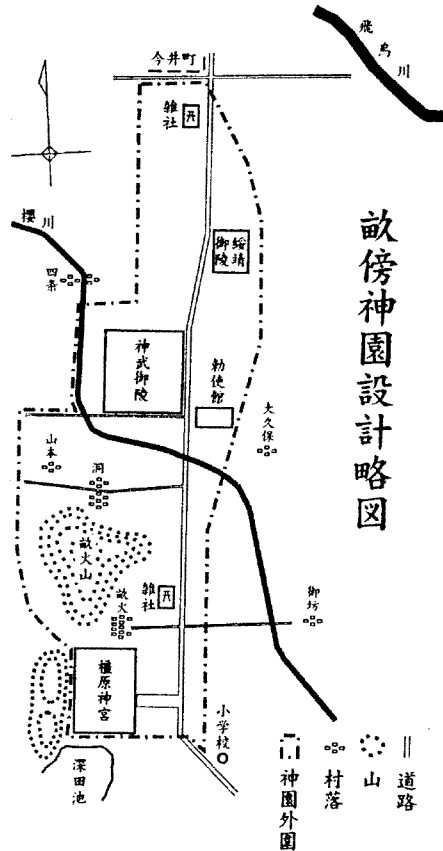 畝傍神園設計略図
飛鳥川
今井町
雑社
櫻川
綏靖
御陵
四条
神武御陵
勅使館
大久保
山本
洞
畝火山
雑社
畝火
御坊
橿原神宮
小学校
深田池
道路
山
村落
神園外圍